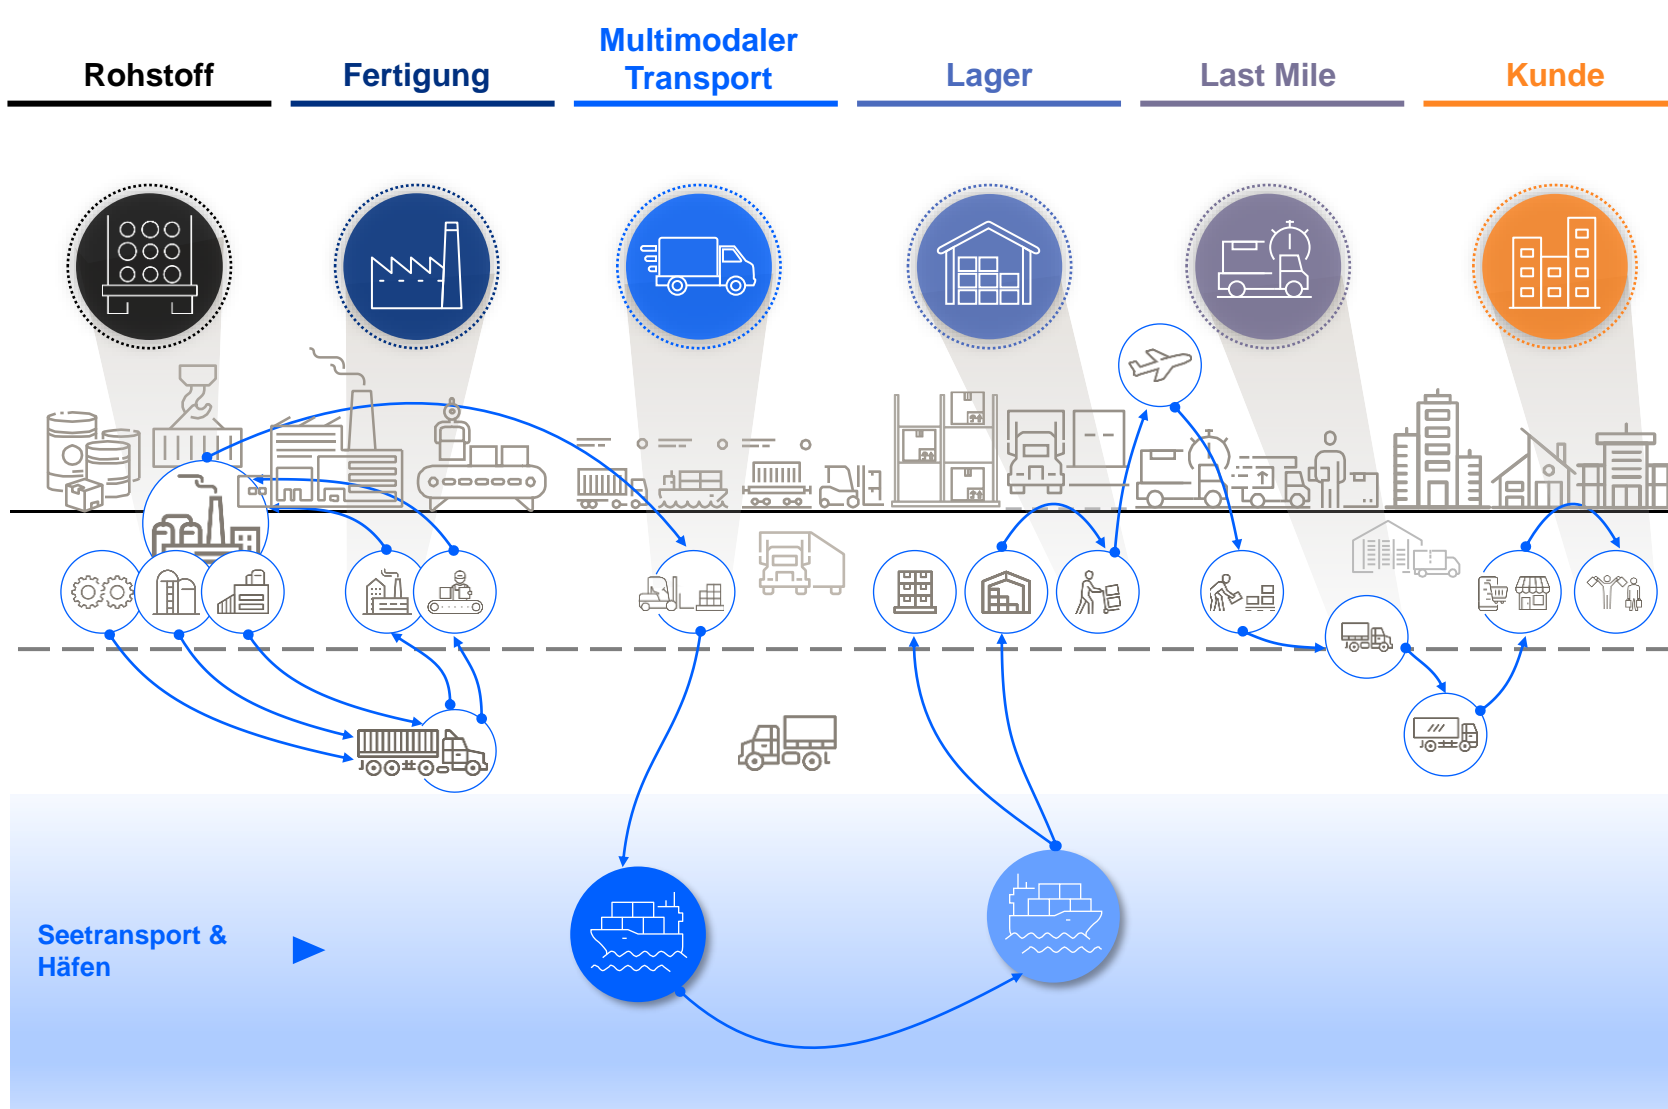 Rohstoff
Fertigung
Multimodaler
Transport
Lager
Last Mile
Kunde
Seetransport &
Häfen